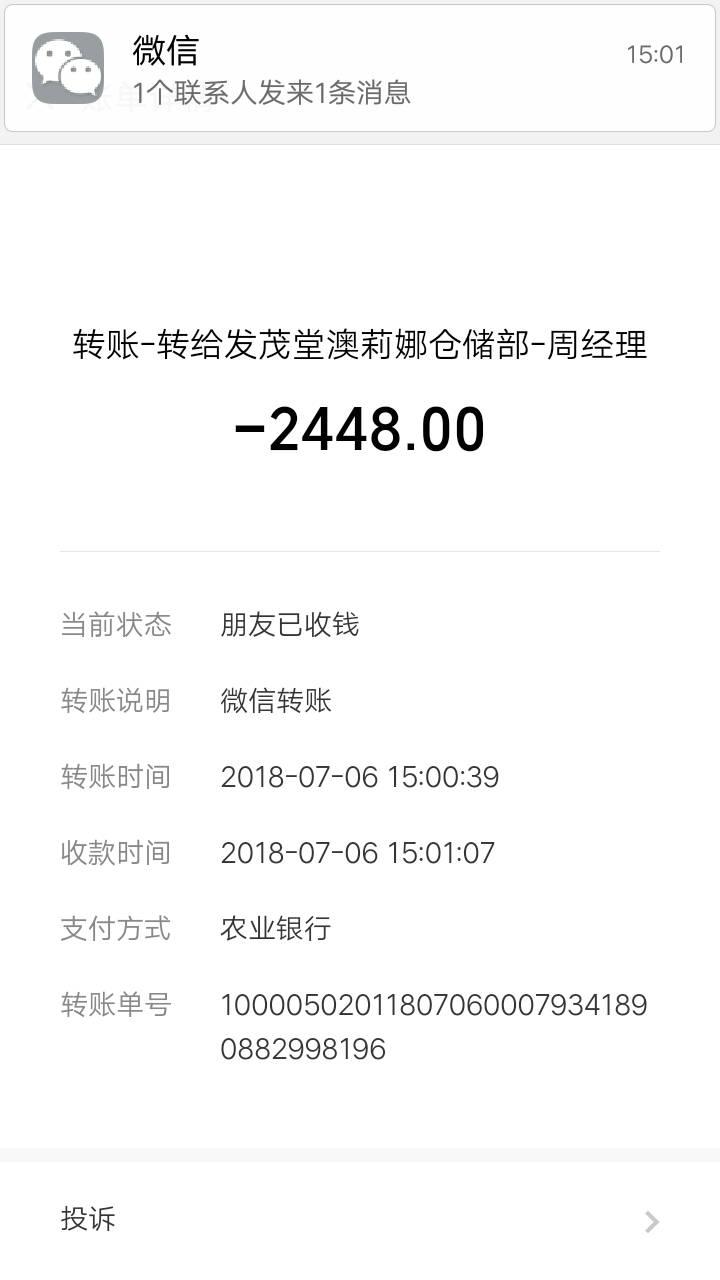 微信
15:01
1个联系人发来1条消息
转账-转给发茂堂澳莉娜仓储部-周经理
-2448.00
当前状态 朋友已收钱
转账说明 微信转账
转账时间 2018-07-06 15:00:39
收款时间 2018-07-06 15:01:07
支付方式 农业银行
转账单号 10000502011807060007934189
0882998196
投诉